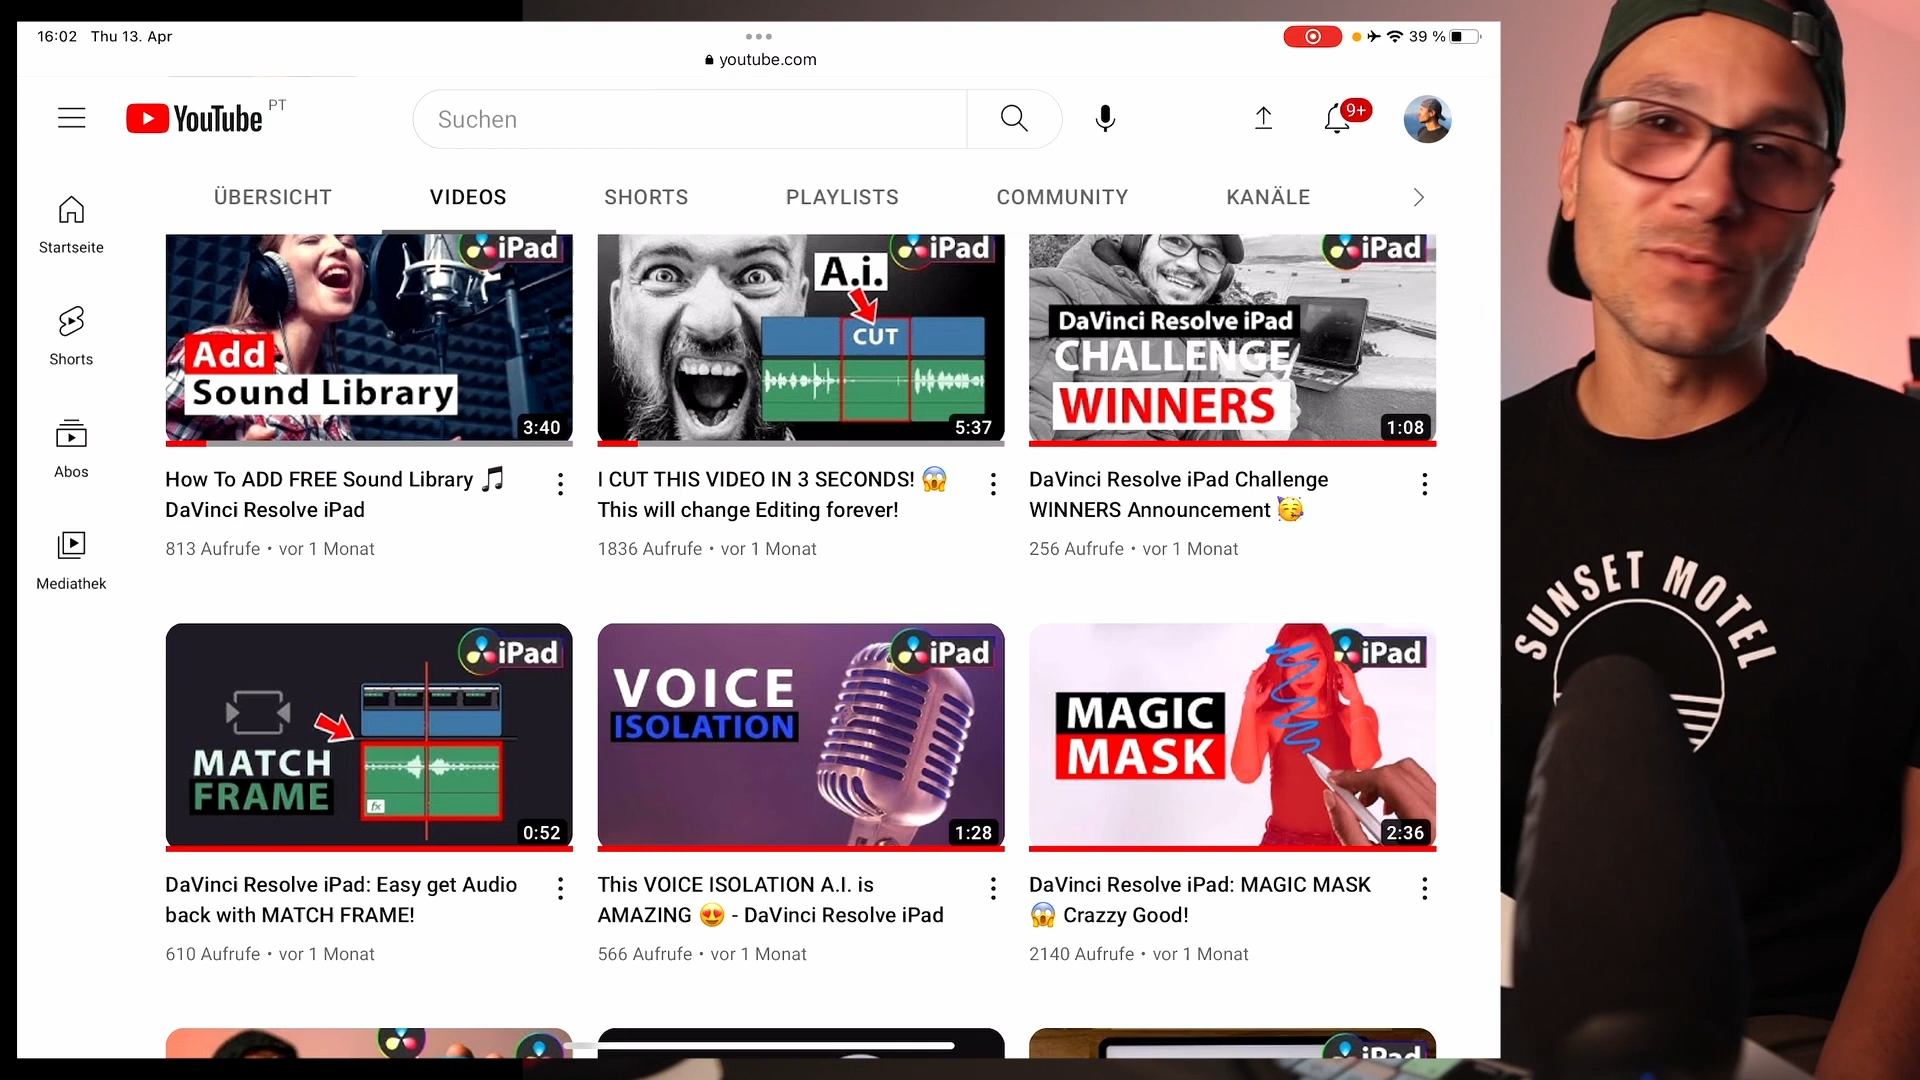 16:02 Thu 13. Apr
39 %
youtube.com
YouTube PT
Suchen
9+
ÜBERSICHT
VIDEOS
SHORTS
PLAYLISTS
COMMUNITY
KANÄLE
Startseite
Shorts
Abos
Mediathek
iPad
Add
Sound Library
3:40
How To ADD FREE Sound Library 🎵
DaVinci Resolve iPad
813 Aufrufe • vor 1 Monat
iPad
A.i.
CUT
5:37
I CUT THIS VIDEO IN 3 SECONDS! 😱
This will change Editing forever!
1836 Aufrufe • vor 1 Monat
iPad
DaVinci Resolve iPad
CHALLENGE
WINNERS
1:08
DaVinci Resolve iPad Challenge
WINNERS Announcement 🥳
256 Aufrufe • vor 1 Monat
iPad
MATCH
FRAME
fx
0:52
DaVinci Resolve iPad: Easy get Audio
back with MATCH FRAME!
610 Aufrufe • vor 1 Monat
iPad
VOICE
ISOLATION
1:28
This VOICE ISOLATION A.I. is
AMAZING 😍 - DaVinci Resolve iPad
566 Aufrufe • vor 1 Monat
iPad
MAGIC
MASK
2:36
DaVinci Resolve iPad: MAGIC MASK
😱 Crazzy Good!
2140 Aufrufe • vor 1 Monat
iPad
SUNSET MOTEL